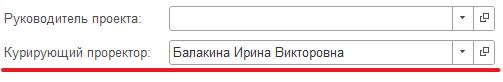 Руководитель проекта:
Курирующий проректор: Балакина Ирина Викторовна